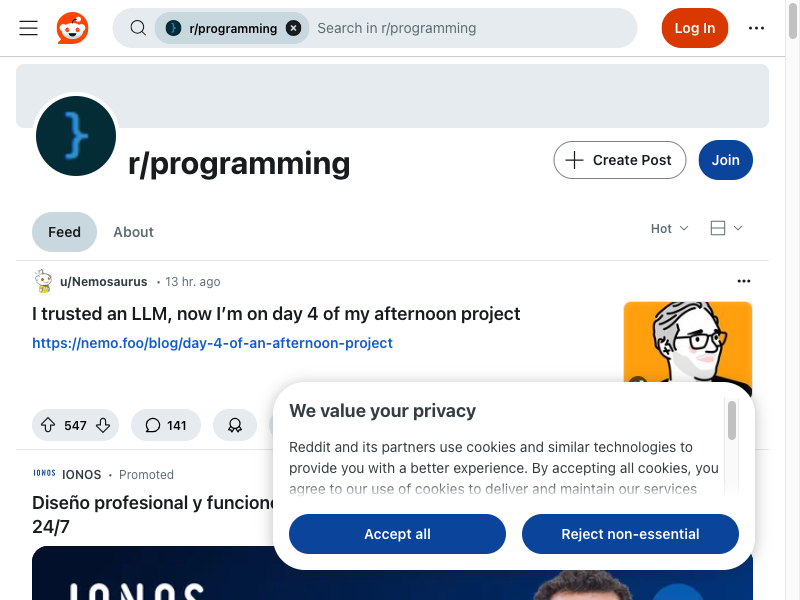 r/programming
Search in r/programming
Log In
r/programming
Create Post
Join
Feed
About
Hot
u/Nemosaurus • 13 hr. ago
I trusted an LLM, now I’m on day 4 of my afternoon project
https://nemo.foo/blog/day-4-of-an-afternoon-project
547
141
IONOS IONOS • Promoted
Diseño profesional y
24/7
IONOS
We value your privacy
Reddit and its partners use cookies and similar technologies to
provide you with a better experience. By accepting all cookies, you
agree to our use of cookies to deliver and maintain our services
Accept all
Reject non-essential